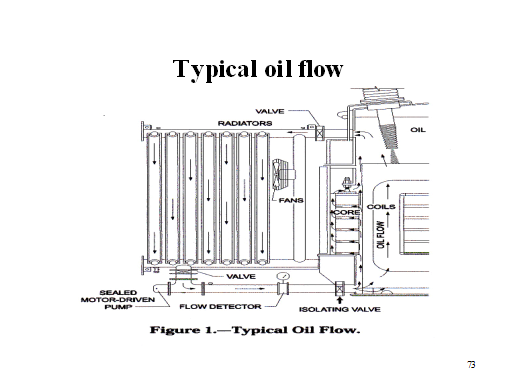 Typical oil flow
VALVE
RADIATORS
OIL
FANS
CORE
COILS
OIL FLOW
VALVE
SEALED
MOTOR-DRIVEN
PUMP
FLOW DETECTOR
ISOLATING VALVE
Figure 1.—Typical Oil Flow.
73